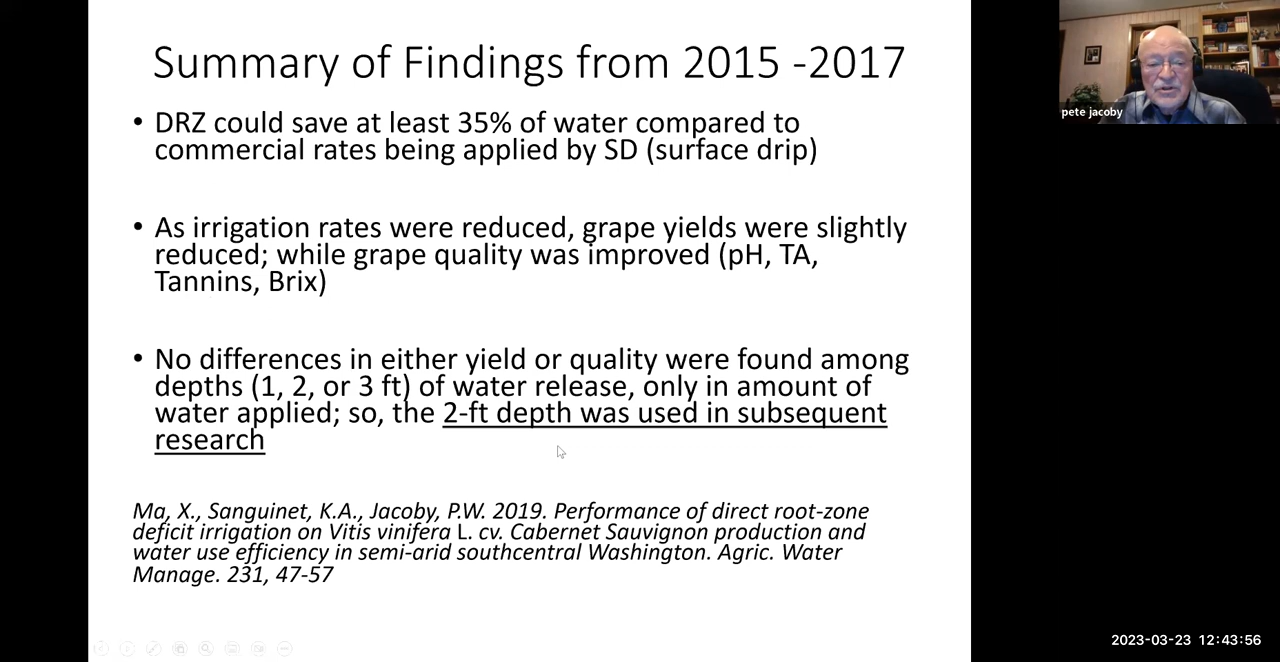 Summary of Findings from 2015 -2017
• DRZ could save at least 35% of water compared to
commercial rates being applied by SD (surface drip)
• As irrigation rates were reduced, grape yields were slightly
reduced; while grape quality was improved (pH, TA,
Tannins, Brix)
• No differences in either yield or quality were found among
depths (1, 2, or 3 ft) of water release, only in amount of
water applied; so, the 2-ft depth was used in subsequent
research
Ma, X., Sanguinet, K.A., Jacoby, P.W. 2019. Performance of direct root-zone
deficit irrigation on Vitis vinifera L. cv. Cabernet Sauvignon production and
water use efficiency in semi-arid southcentral Washington. Agric. Water
Manage. 231, 47-57
pete jacoby
2023-03-23 12:43:56